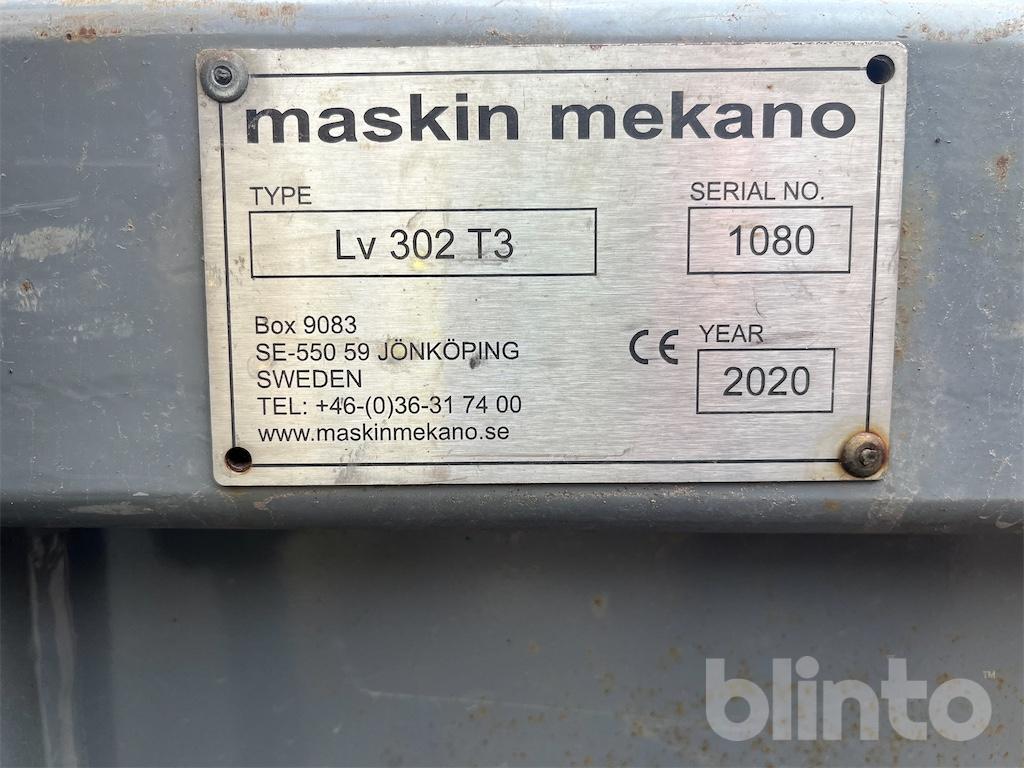 maskin mekano
TYPE
SERIAL NO.
Lv 302 T3
1080
Box 9083
SE-550 59 JÖNKÖPING
SWEDEN
TEL: +46-(0)36-31 74 00
www.maskinmekano.se
CE
YEAR
2020
blinto™